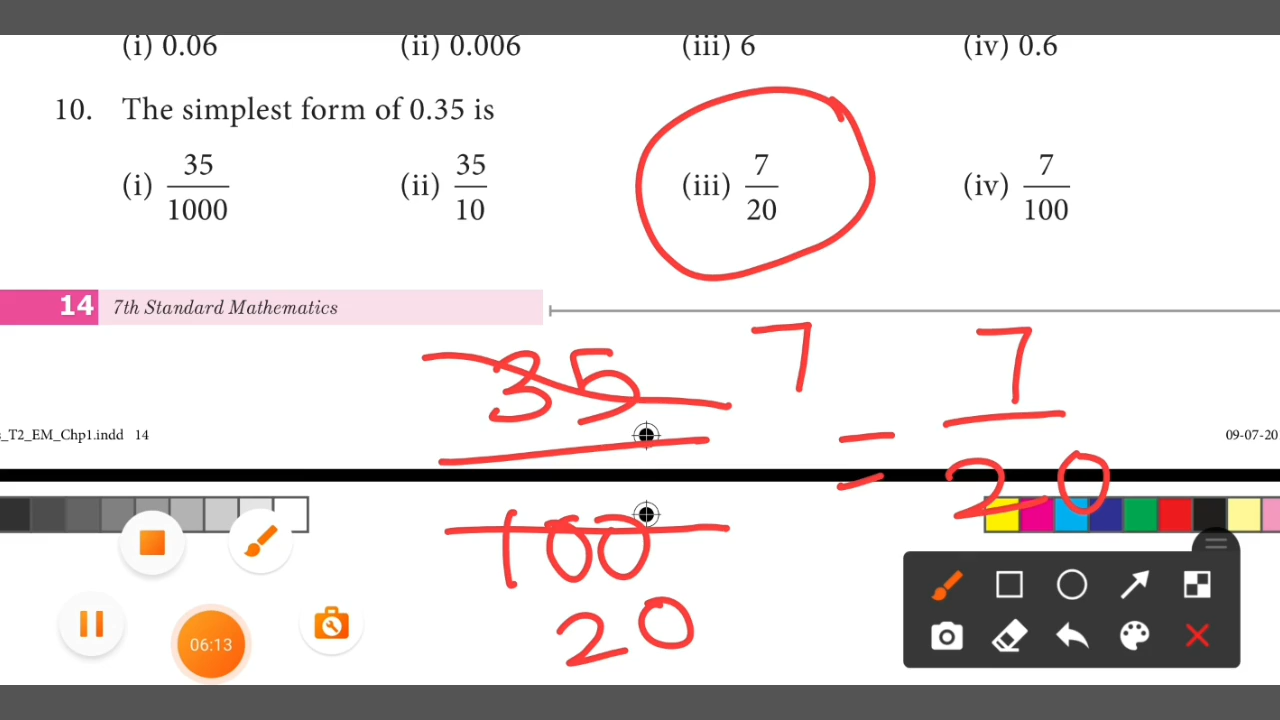 (i) 0.06 (ii) 0.006 (iii) 6 (iv) 0.6
10. The simplest form of 0.35 is
(i) 35/1000 (ii) 35/10 (iii) 7/20 (iv) 7/100
14 7th Standard Mathematics
35 7 7
= 
100 20
20
s_T2_EM_Chp1.indd 14 09-07-20
06:13